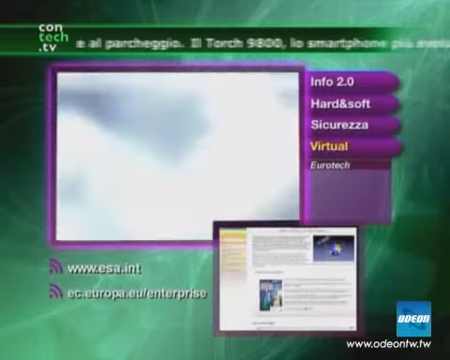 con
tech
.tv
e al parcheggio. Il Torch 9800, lo smartphone più
Info 2.0
Hard&soft
Sicurezza
Virtual
Eurotech
www.esa.int
ec.europa.eu/enterprise
ODEON
www.odeontv.tv